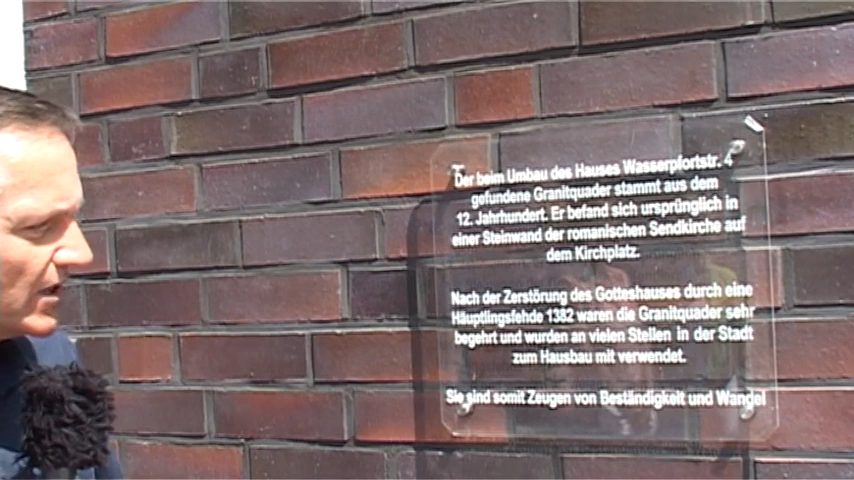 Der beim Umbau des Hauses Wasserpfortstr. 4
gefundene Granitquader stammt aus dem
12. Jahrhundert. Er befand sich ursprünglich in
einer Steinwand der romanischen Sendkirche auf
dem Kirchplatz.
Nach der Zerstörung des Gotteshauses durch eine
Häuptlingsfehde 1382 waren die Granitquader sehr
begehrt und wurden an vielen Stellen in der Stadt
zum Hausbau mit verwendet.
Sie sind somit Zeugen von Beständigkeit und Wandel